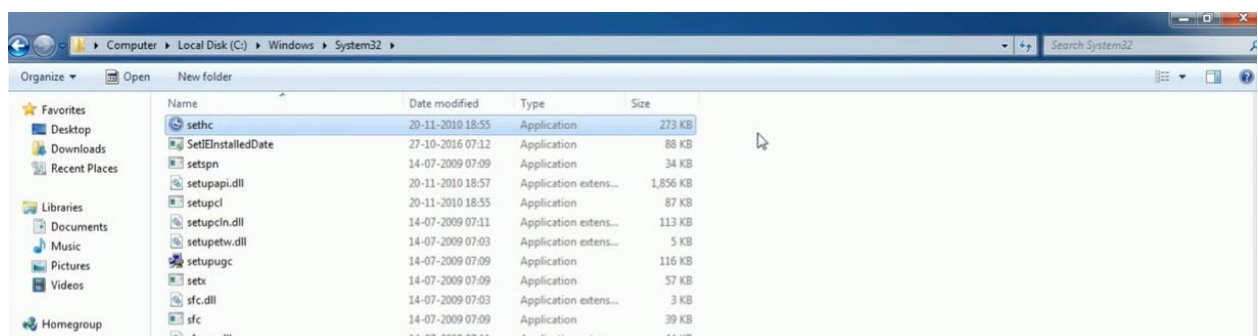 Computer Local Disk (C:) Windows System32 Search System32
Organize Open New folder
Favorites
Desktop
Downloads
Recent Places
Libraries
Documents
Music
Pictures
Videos
Homegroup
Name Date modified Type Size
sethc 20-11-2010 18:55 Application 273 KB
SetIEInstalledDate 27-10-2016 07:12 Application 88 KB
setspn 14-07-2009 07:09 Application 34 KB
setupapi.dll 20-11-2010 18:57 Application extens... 1,856 KB
setupcl 20-11-2010 18:55 Application 87 KB
setupcln.dll 14-07-2009 07:11 Application extens... 113 KB
setupetw.dll 14-07-2009 07:03 Application extens... 5 KB
setupugc 14-07-2009 07:09 Application 116 KB
setx 14-07-2009 07:09 Application 57 KB
sfc.dll 14-07-2009 07:03 Application extens... 3 KB
sfc 14-07-2009 07:09 Application 39 KB